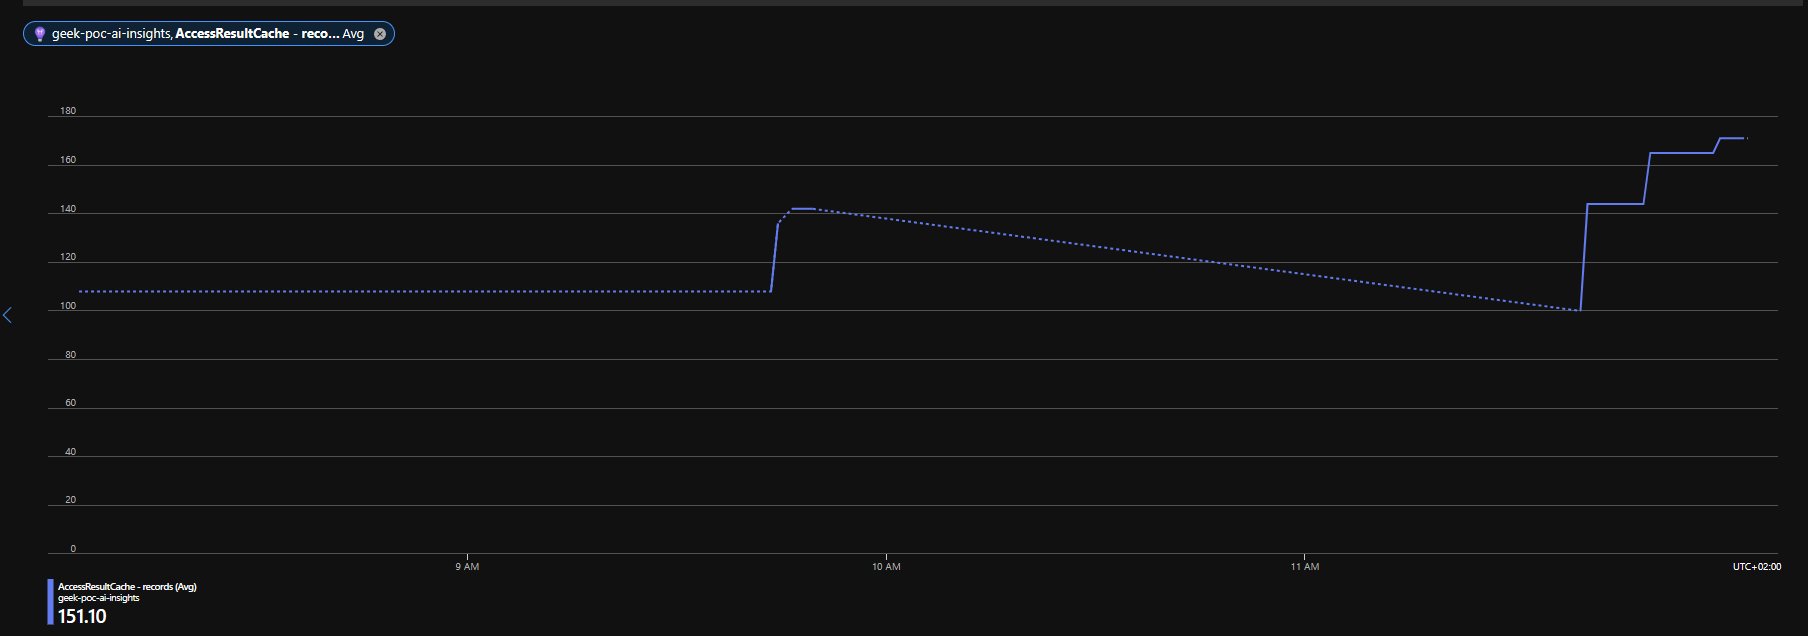 geek-poc-ai-insights, AccessResultCache - reco... Avg
180
160
140
120
100
80
60
40
20
0
9 AM
10 AM
11 AM
UTC+02:00
AccessResultCache - records (Avg)
geek-poc-ai-insights
151.10